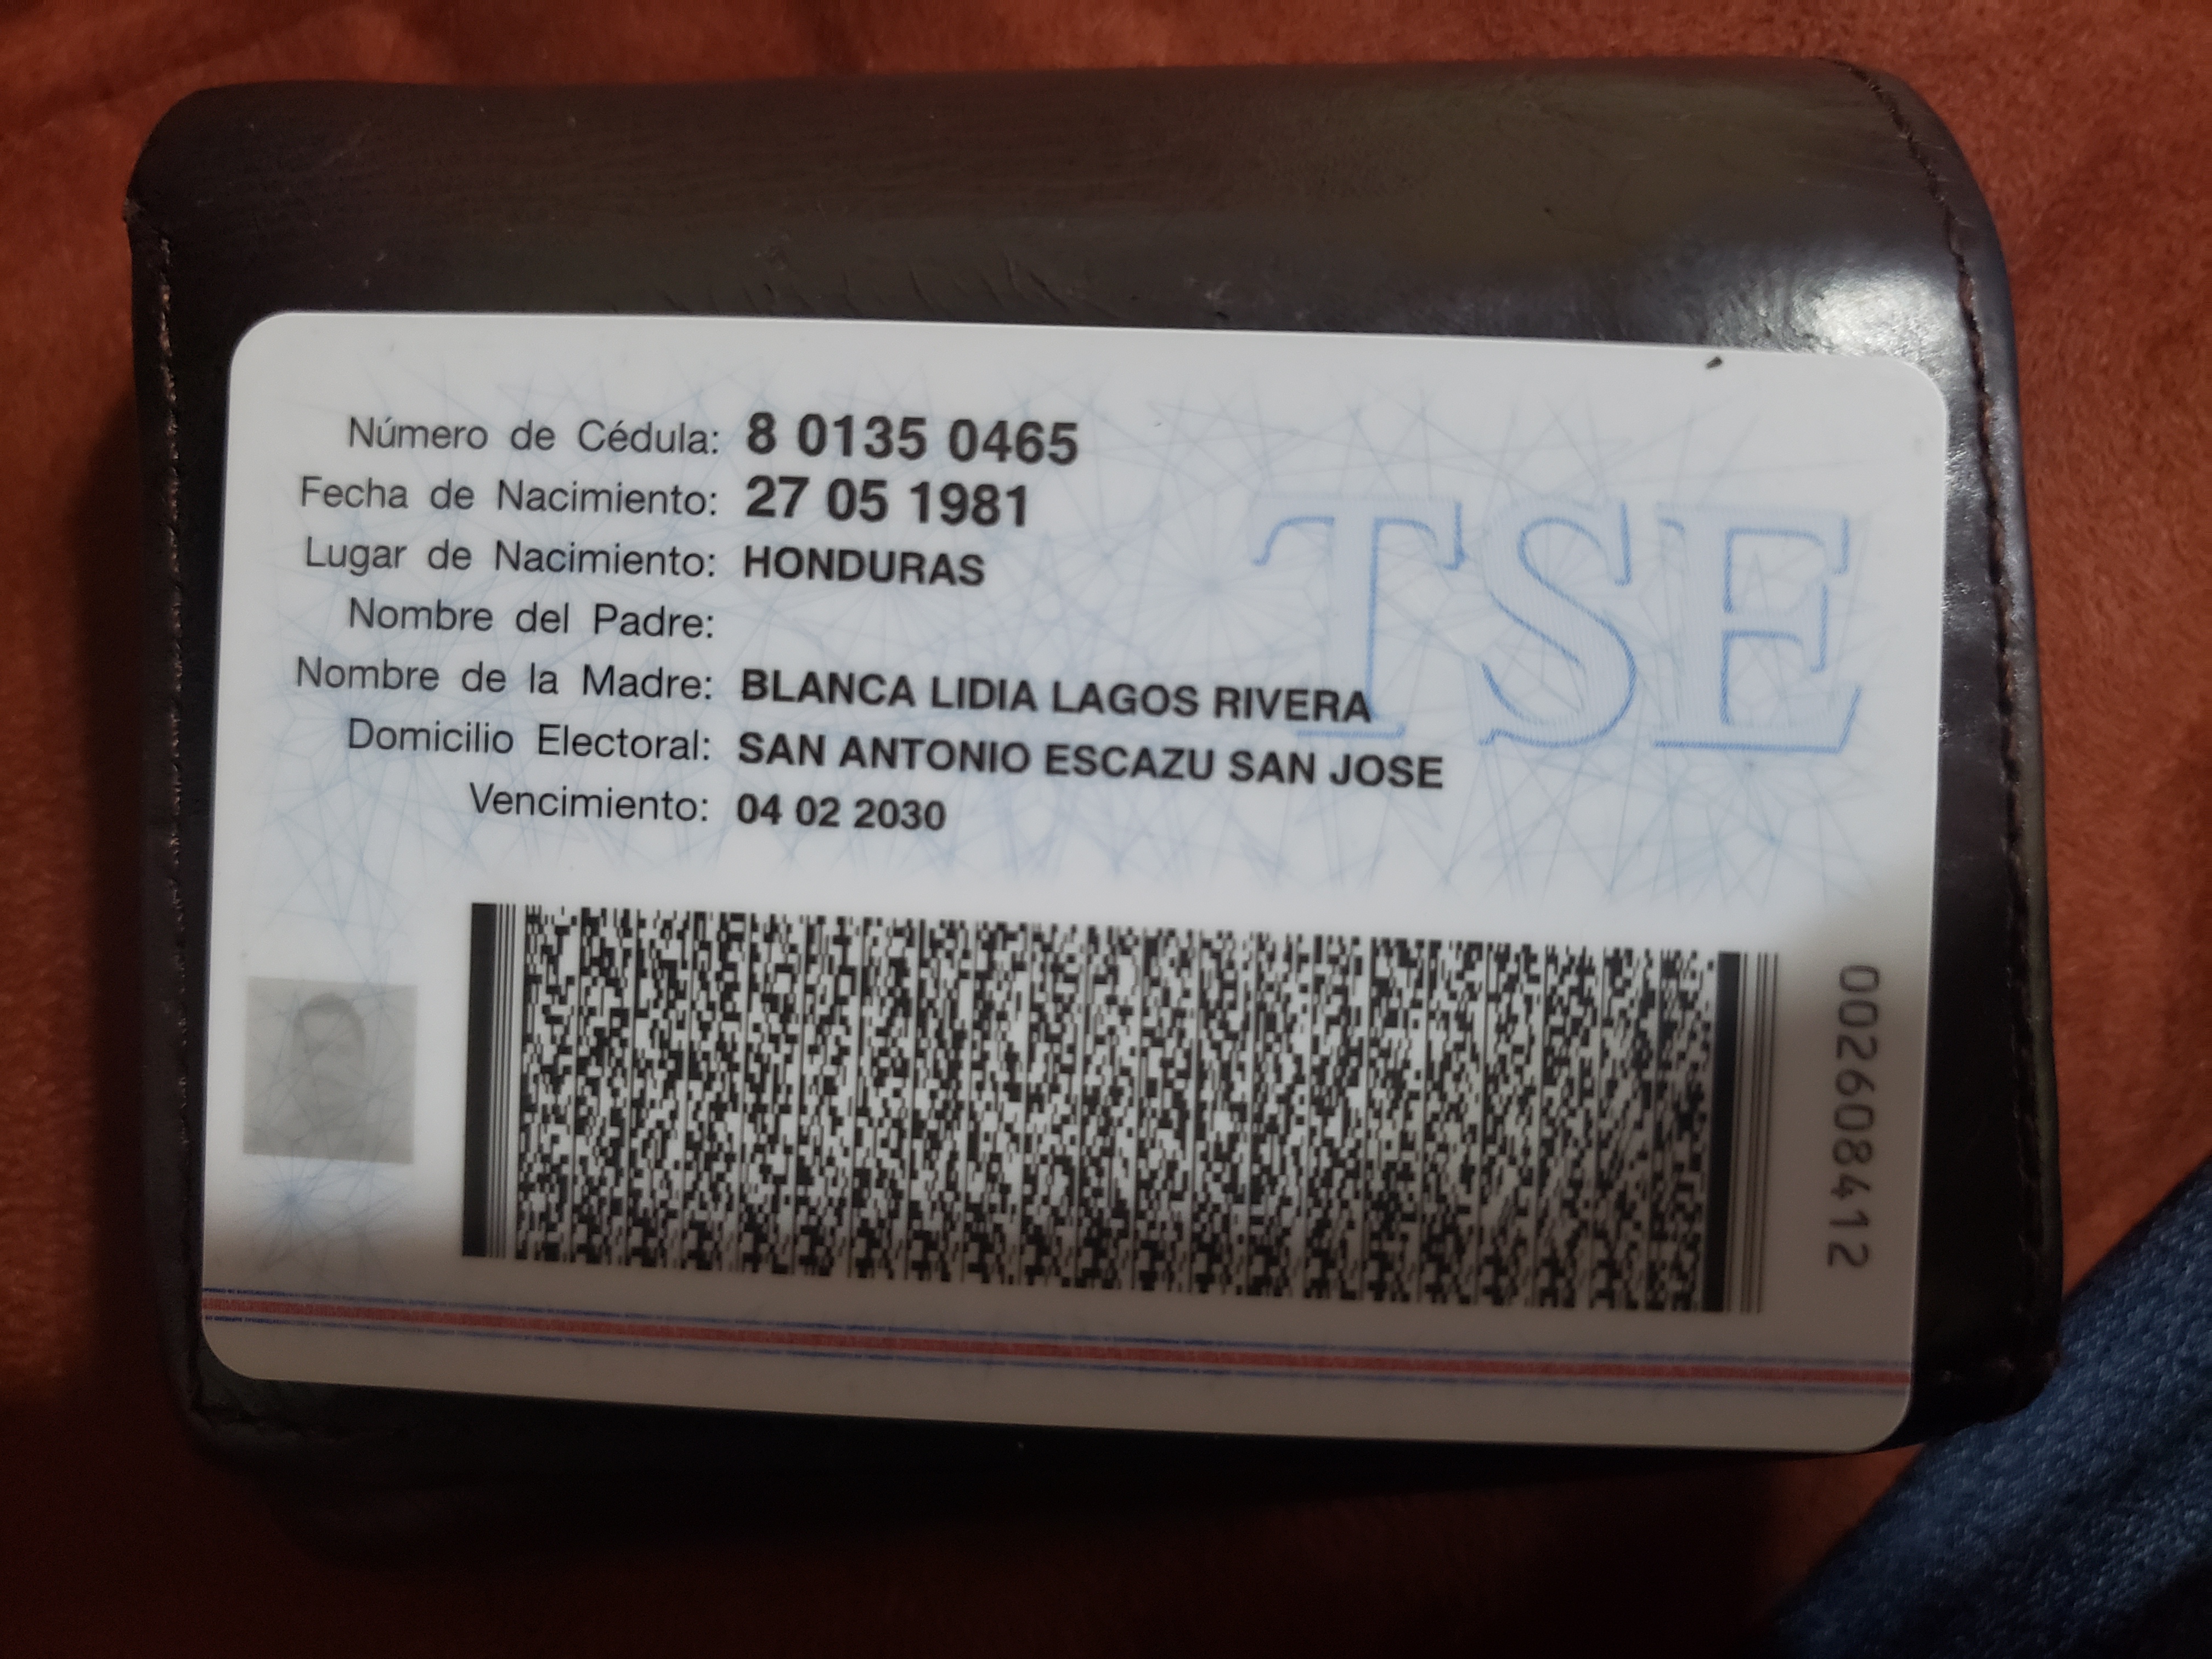 Número de Cédula: 8 0135 0465
Fecha de Nacimiento: 27 05 1981
Lugar de Nacimiento: HONDURAS
Nombre del Padre:
Nombre de la Madre: BLANCA LIDIA LAGOS RIVERA
Domicilio Electoral: SAN ANTONIO ESCAZU SAN JOSE
Vencimiento: 04 02 2030
TSE
002608412